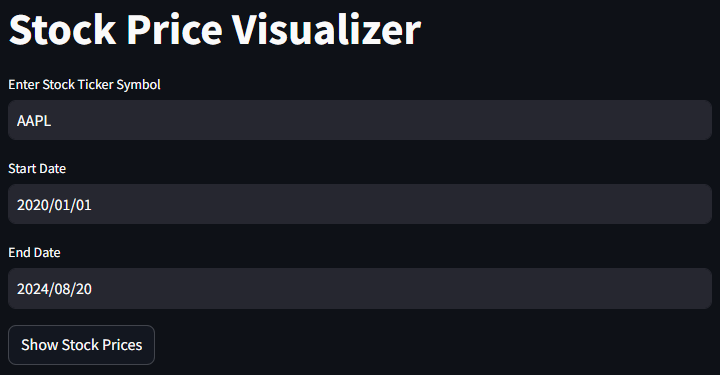 Stock Price Visualizer
Enter Stock Ticker Symbol
AAPL
Start Date
2020/01/01
End Date
2024/08/20
Show Stock Prices